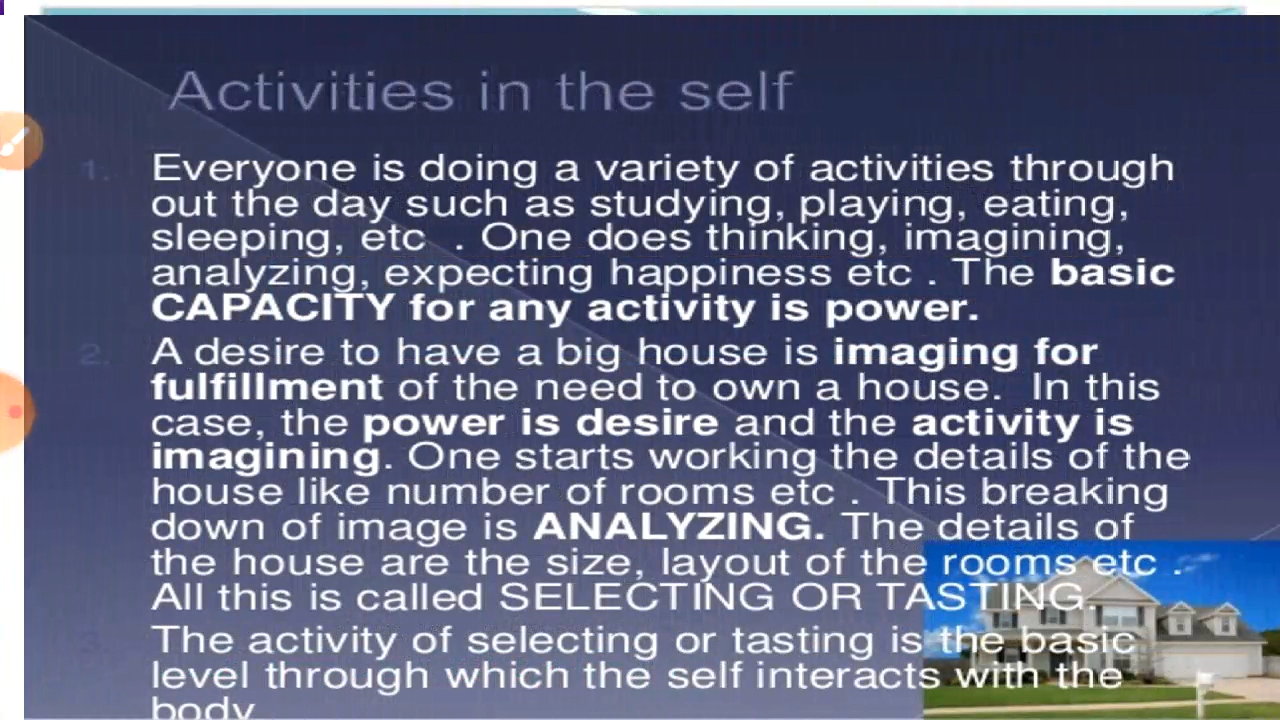 Activities in the self
1. Everyone is doing a variety of activities through
out the day such as studying, playing, eating,
sleeping, etc . One does thinking, imagining,
analyzing, expecting happiness etc . The basic
CAPACITY for any activity is power.
2. A desire to have a big house is imaging for
fulfillment of the need to own a house. In this
case, the power is desire and the activity is
imagining. One starts working the details of the
house like number of rooms etc . This breaking
down of image is ANALYZING. The details of
the house are the size, layout of the rooms etc .
All this is called SELECTING OR TASTING.
3. The activity of selecting or tasting is the basic
level through which the self interacts with the
body